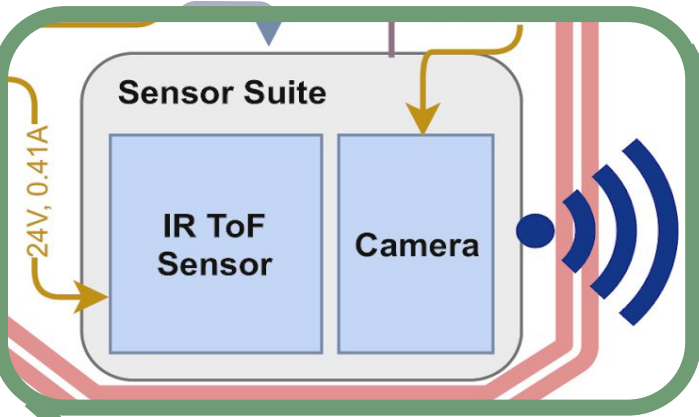 Sensor Suite
24V, 0.41A
IR ToF
Sensor
Camera